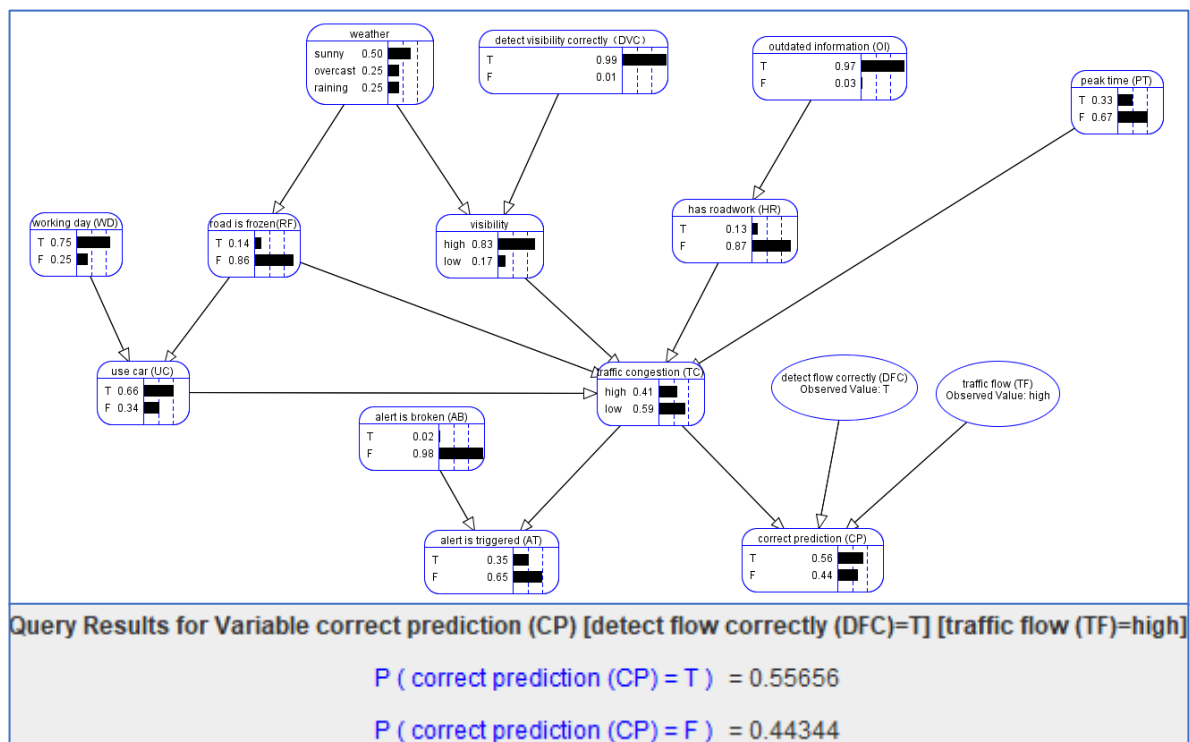 weather
sunny 0.50
overcast 0.25
raining 0.25
detect visibility correctly (DVC)
T 0.99
F 0.01
outdated information (OI)
T 0.97
F 0.03
peak time (PT)
T 0.33
F 0.67
working day (WD)
T 0.75
F 0.25
road is frozen(RF)
T 0.14
F 0.86
visibility
high 0.83
low 0.17
has roadwork (HR)
T 0.13
F 0.87
use car (UC)
T 0.66
F 0.34
traffic congestion (TC)
high 0.41
low 0.59
detect flow correctly (DFC)
Observed Value: T
traffic flow (TF)
Observed Value: high
alert is broken (AB)
T 0.02
F 0.98
alert is triggered (AT)
T 0.35
F 0.65
correct prediction (CP)
T 0.56
F 0.44
Query Results for Variable correct prediction (CP) [detect flow correctly (DFC)=T] [traffic flow (TF)=high]
P ( correct prediction (CP) = T ) = 0.55656
P ( correct prediction (CP) = F ) = 0.44344